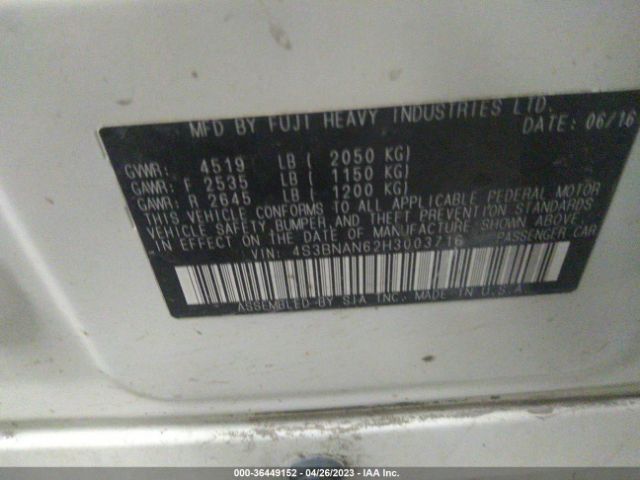 MFD BY FUJI HEAVY INDUSTRIES LTD.
DATE: 06/16
GVWR: 4519 LB ( 2050 KG)
GAWR: F 2535 LB ( 1150 KG)
GAWR: R 2645 LB ( 1200 KG)
THIS VEHICLE CONFORMS TO ALL APPLICABLE FEDERAL MOTOR
VEHICLE SAFETY, BUMPER AND THEFT PREVENTION STANDARDS
IN EFFECT ON THE DATE OF MANUFACTURE SHOWN ABOVE.
VIN: 4S3BNAN62H3003716 PASSENGER CAR
ASSEMBLED BY SIA INC. MADE IN U.S.A.
000-36449152 - 04/26/2023 - IAA Inc.